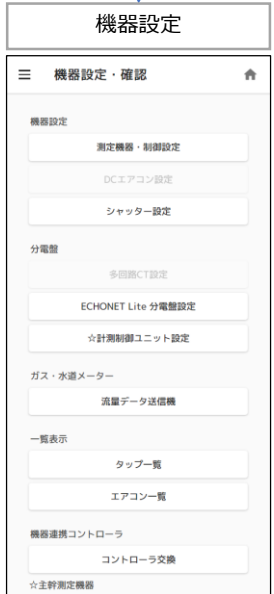 機器設定
機器設定・確認
機器設定
測定機器・制御設定
DCエアコン設定
シャッター設定
分電盤
多回路CT設定
ECHONET Lite 分電盤設定
☆計測制御ユニット設定
ガス・水道メーター
流量データ送信機
一覧表示
タップ一覧
エアコン一覧
機器連携コントローラ
コントローラ交換
☆主幹測定機器